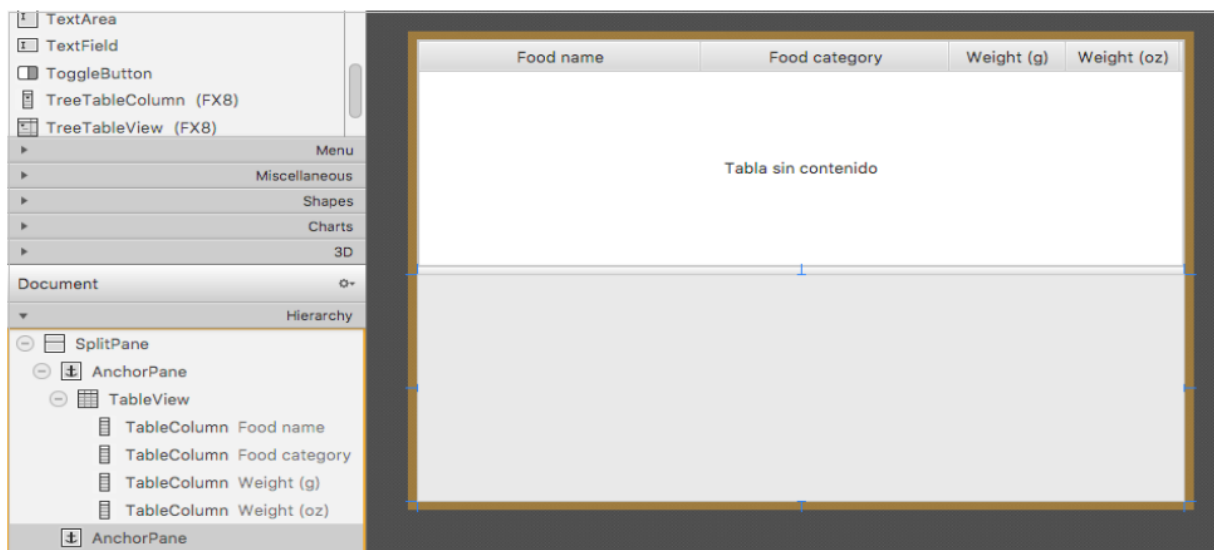 TextArea
TextField
ToggleButton
TreeTableColumn (FX8)
TreeTableView (FX8)
Menu
Miscellaneous
Shapes
Charts
3D
Document
Hierarchy
SplitPane
AnchorPane
TableView
TableColumn Food name
TableColumn Food category
TableColumn Weight (g)
TableColumn Weight (oz)
AnchorPane
Food name Food category Weight (g) Weight (oz)
Tabla sin contenido